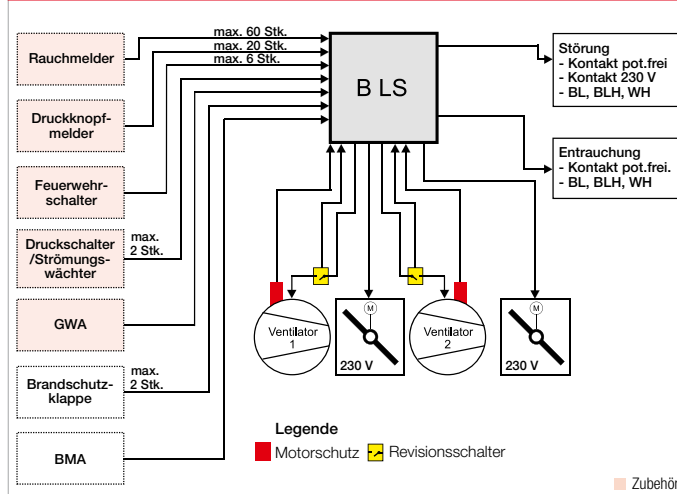 max. 60 Stk.
max. 20 Stk.
max. 6 Stk.
Rauchmelder
Druckknopf-
melder
Feuerwehr-
schalter
Druckschalter
/Strömungs-
wächter
max.
2 Stk.
GWA
Brandschutz-
klappe
max.
2 Stk.
BMA
B LS
Störung
- Kontakt pot.frei
- Kontakt 230 V
- BL, BLH, WH
Entrauchung
- Kontakt pot.frei.
- BL, BLH, WH
Ventilator
1
M
230 V
Ventilator
2
M
230 V
Legende
Motorschutz
Revisionsschalter
Zubehör